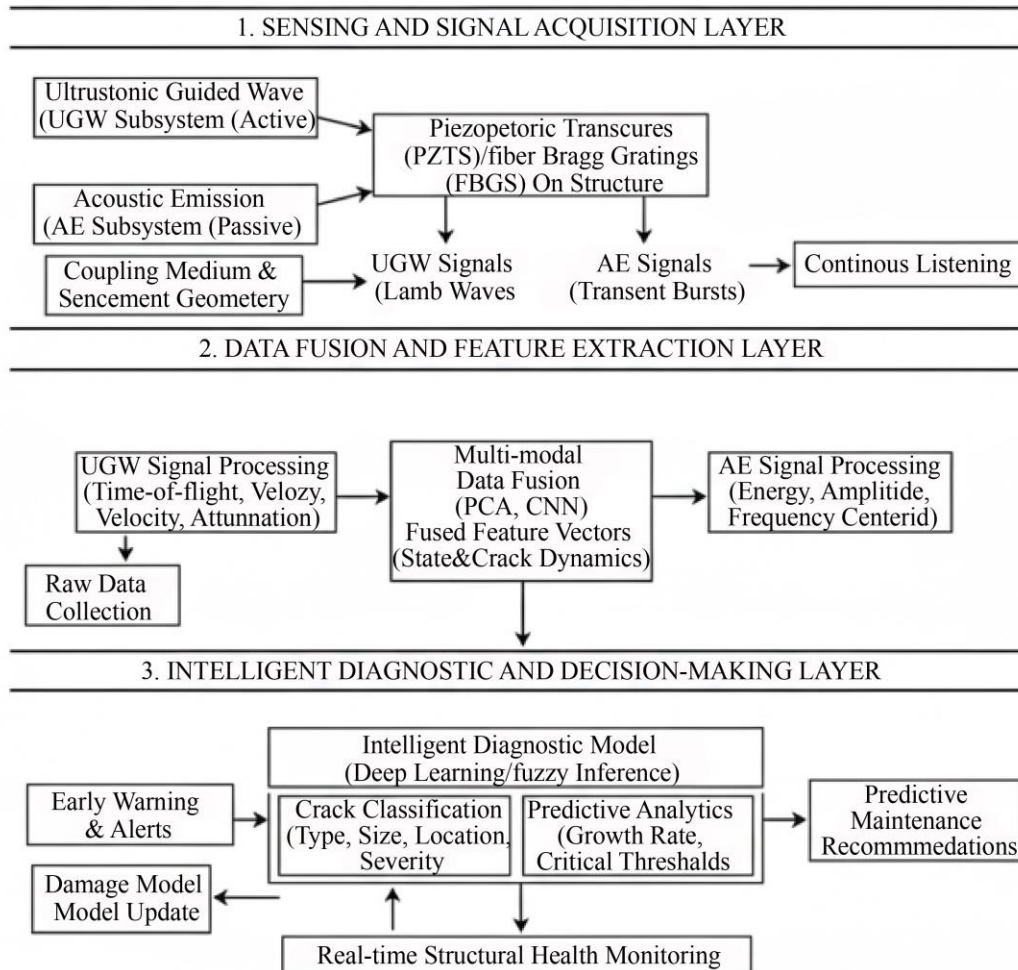 1. SENSING AND SIGNAL ACQUISITION LAYER
Ultrustonic Guided Wave
(UGW Subsystem (Active)
Piezopetoric Transcures
(PZTS)/fiber Bragg Gratings
(FBGS) On Structure
Acoustic Emission
(AE Subsystem (Passive)
Coupling Medium &
Sencement Geometery
UGW Signals
(Lamb Waves
AE Signals
(Transent Bursts)
Continous Listening
2. DATA FUSION AND FEATURE EXTRACTION LAYER
UGW Signal Processing
(Time-of-flight, Velozy,
Velocity, Attunnation)
Multi-modal
Data Fusion
(PCA, CNN)
Fused Feature Vectors
(State&Crack Dynamics)
AE Signal Processing
(Energy, Amplitide,
Frequency Centerid)
Raw Data
Collection
3. INTELLIGENT DIAGNOSTIC AND DECISION-MAKING LAYER
Intelligent Diagnostic Model
(Deep Learning/fuzzy Inference)
Early Warning
& Alerts
Crack Classification
(Type, Size, Location,
Severity
Predictive Analytics
(Growth Rate,
Critical Thresholds
Predictive
Maintenance
Recommmedations
Damage Model
Model Update
Real-time Structural Health Monitoring